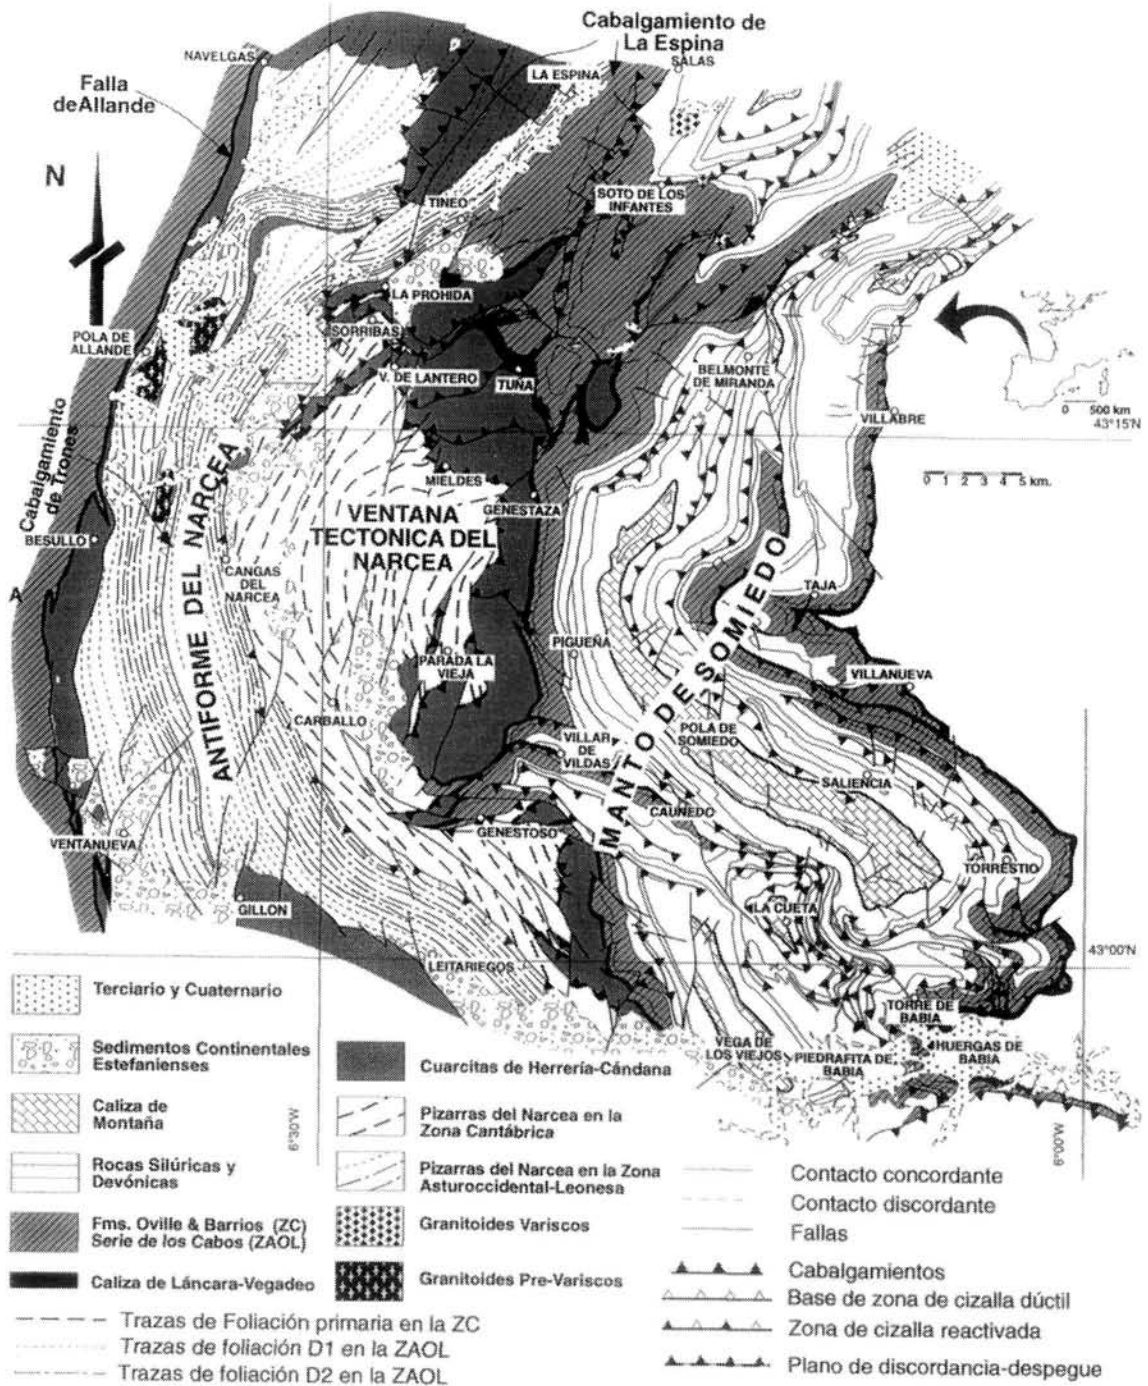 Cabalgamiento de
La Espina
SALAS
NAVELGAS
LA ESPINA
Falla
deAllande
N
TINEO
SOTO DE LOS
INFANTES
LA PROHIDA
SORRIBAS
POLA DE
ALLANDE
V. DE LANTERO
TUÑA
BELMONTE
DE MIRANDA
VILLABRE
0 500 km
43°15'N
Cabalgamiento
de Trones
0 1 2 3 4 5 km.
MIELDES
GENESTAZA
VENTANA
TECTONICA DEL
NARCEA
ANTIFORME DEL NARCEA
BESULLO
CANGAS
DEL
NARCEA
A
TAJA
PIGUEÑA
PARADA LA
VIEJA
VILLANUEVA
MANTO DE SOMIEDO
CARBALLO
VILLAR
DE
VILDAS
POLA DE
SOMIEDO
SALIENCIA
CAUNEDO
GENESTOSO
VENTANUEVA
TORRESTIO
GILLON
LA CUETA
43°00'N
LEITARIEGOS
TORRE DE
BABIA
VEGA DE
LOS VIEJOS
PIEDRAFITA DE
BABIA
HUERGAS DE
BABIA
6°30'W
6°00'W
Terciario y Cuaternario
Sedimentos Continentales
Estefanienses
Caliza de
Montaña
Rocas Silúricas y
Devónicas
Fms. Oville & Barrios (ZC)
Serie de los Cabos (ZAOL)
Caliza de Láncara-Vegadeo
Cuarcitas de Herrería-Cándana
Pizarras del Narcea en la
Zona Cantábrica
Pizarras del Narcea en la Zona
Asturoccidental-Leonesa
Granitoides Variscos
Granitoides Pre-Variscos
Trazas de Foliación primaria en la ZC
Trazas de foliación D1 en la ZAOL
Trazas de foliación D2 en la ZAOL
Contacto concordante
Contacto discordante
Fallas
Cabalgamientos
Base de zona de cizalla dúctil
Zona de cizalla reactivada
Plano de discordancia-despegue